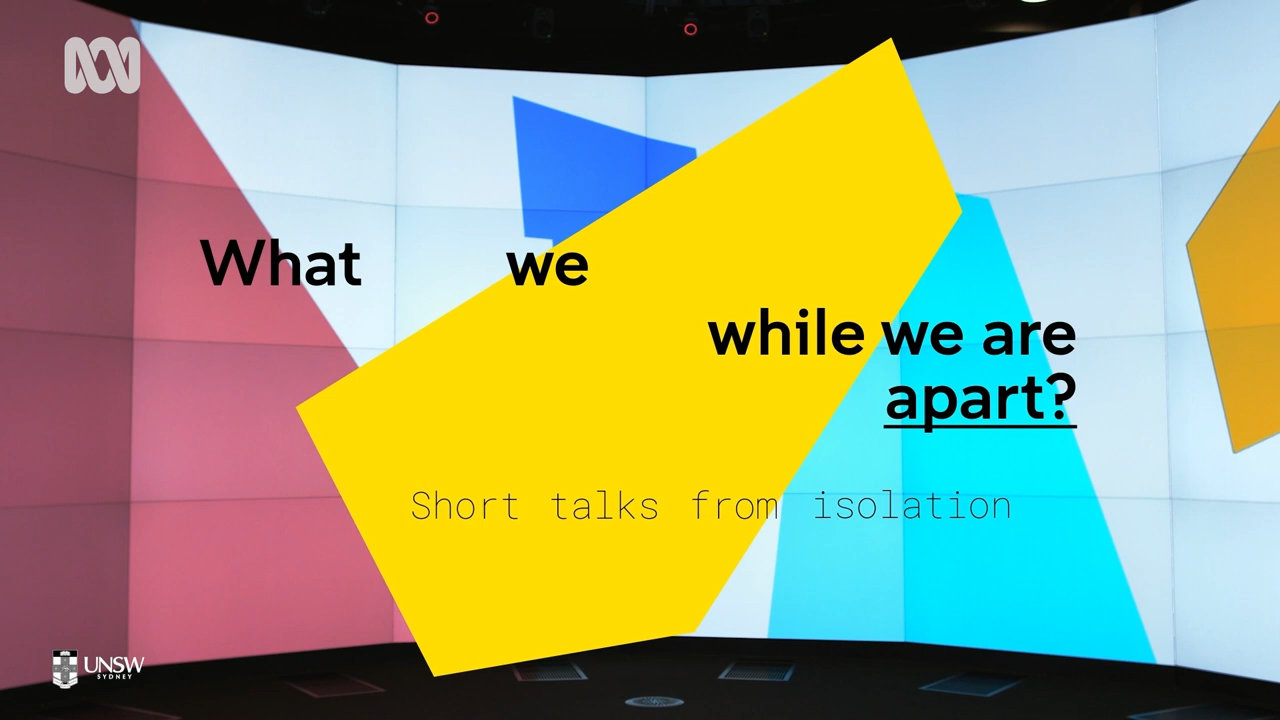 What we
while we are
apart?
Short talks from isolation
UNSW
SYDNEY